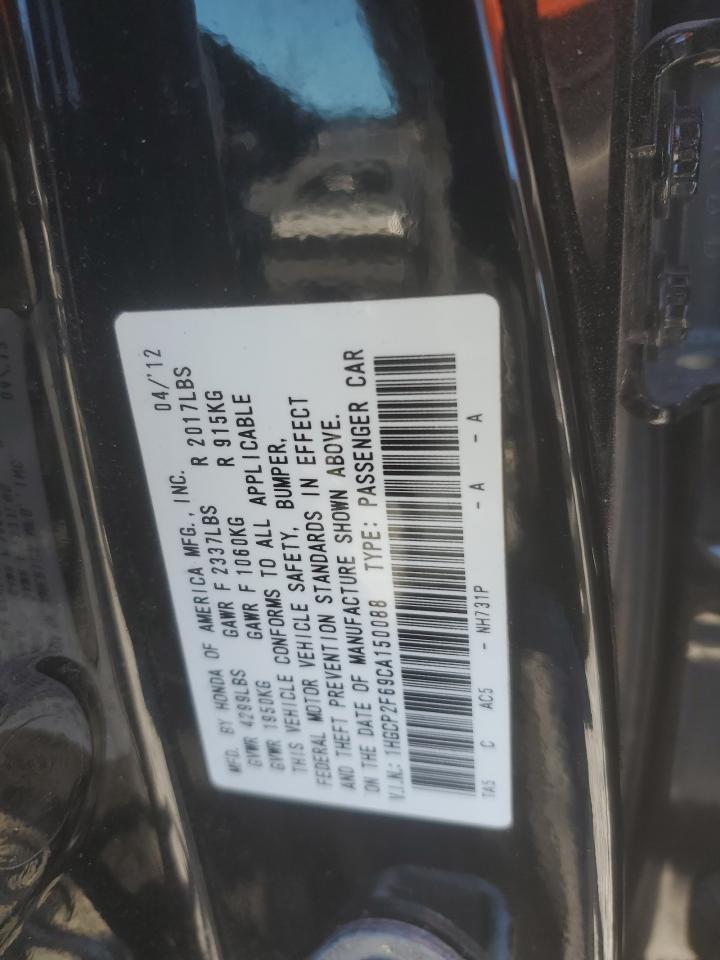 MFD. BY HONDA OF AMERICA MFG., INC. 04/'12
GVWR 4299LBS GAWR F 2337LBS R 2017LBS
GVWR 1950KG GAWR F 1060KG R 915KG
THIS VEHICLE CONFORMS TO ALL APPLICABLE
FEDERAL MOTOR VEHICLE SAFETY, BUMPER,
AND THEFT PREVENTION STANDARDS IN EFFECT
ON THE DATE OF MANUFACTURE SHOWN ABOVE.
V.I.N.: 1HGCP2F69CA150088 TYPE: PASSENGER CAR
TA5 C AC5 - NH731P - A - A